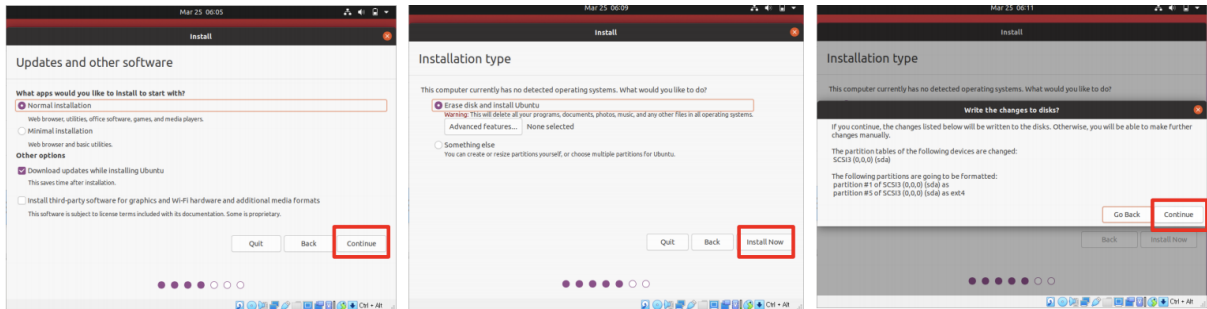 Mar 25 06:05
Install
Updates and other software
What apps would you like to install to start with?
Normal installation
Web browser, utilities, office software, games, and media players.
Minimal installation
Web browser and basic utilities.
Other options
Download updates while installing Ubuntu
This saves time after installation.
Install third-party software for graphics and Wi-Fi hardware and additional media formats
This software is subject to license terms included with its documentation. Some is proprietary.
Quit Back Continue
Ctrl + Alt
Mar 25 06:09
Install
Installation type
This computer currently has no detected operating systems. What would you like to do?
Erase disk and install Ubuntu
Warning: This will delete all your programs, documents, photos, music, and any other files in all operating systems.
Advanced features... None selected
Something else
You can create or resize partitions yourself, or choose multiple partitions for Ubuntu.
Quit Back Install Now
Ctrl + Alt
Mar 25 06:11
Install
Installation type
This computer currently has no detected operating systems. What would you like to do?
Write the changes to disks?
If you continue, the changes listed below will be written to the disks. Otherwise, you will be able to make further
changes manually.
The partition tables of the following devices are changed:
SCSI3 (0,0,0) (sda)
The following partitions are going to be formatted:
partition #1 of SCSI3 (0,0,0) (sda) as
partition #5 of SCSI3 (0,0,0) (sda) as ext4
Go Back Continue
Back Install Now
Ctrl + Alt